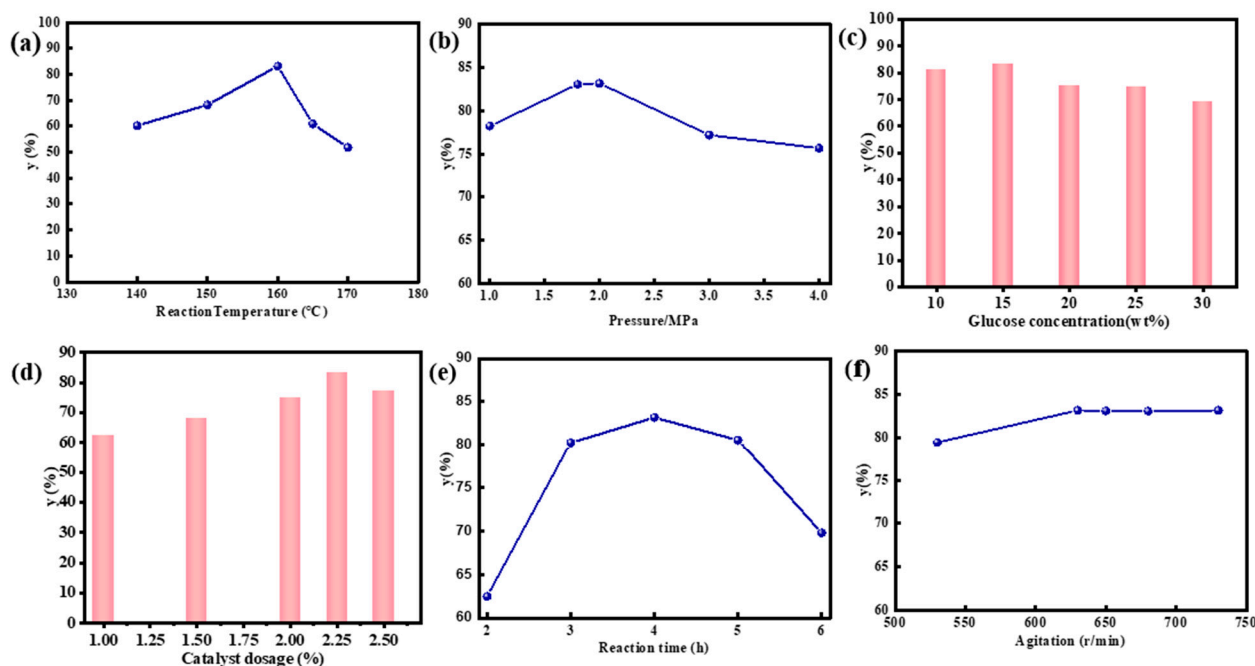 (a)
100
90
80
70
60
50
40
30
20
10
0
y (%)
130 140 150 160 170 180
ReactionTemperature (°C)
(b)
90
85
80
75
70
65
60
y(%)
1.0 1.5 2.0 2.5 3.0 3.5 4.0
Pressure/MPa
(c)
100
90
80
70
60
50
40
30
20
10
0
y (%)
10 15 20 25 30
Glucose concentration(wt%)
(d)
90
80
70
60
50
40
30
20
10
0
y (%)
1.00 1.25 1.50 1.75 2.00 2.25 2.50
Catalyst dosage (%)
(e)
90
85
80
75
70
65
60
y(%)
2 3 4 5 6
Reaction time (h)
(f)
90
85
80
75
70
65
60
y(%)
500 550 600 650 700 750
Agitation (r/min)